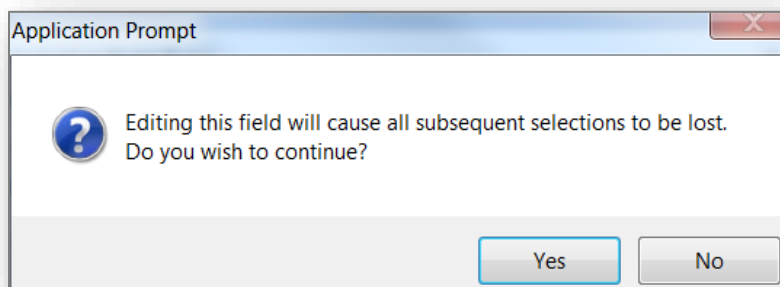 Application Prompt
Editing this field will cause all subsequent selections to be lost.
Do you wish to continue?
Yes
No